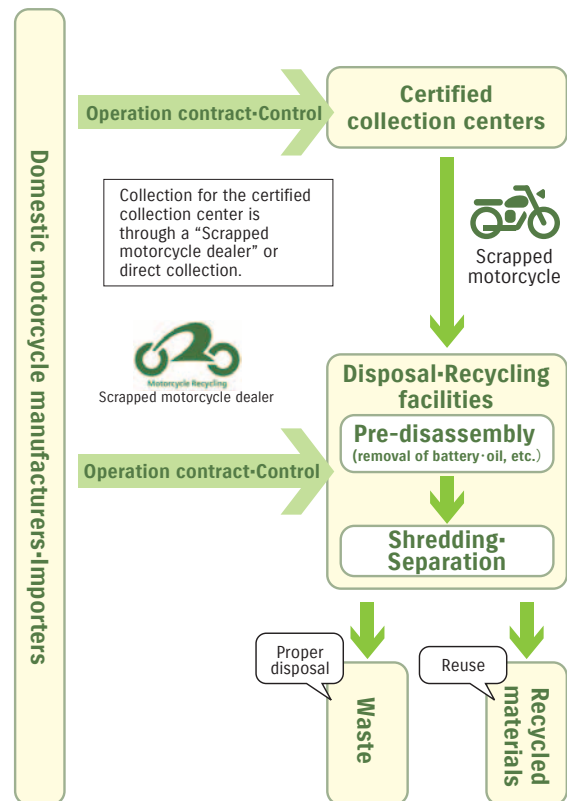 Domestic motorcycle manufacturers·Importers
Operation contract·Control
Certified
collection centers
Collection for the certified
collection center is
through a “Scrapped
motorcycle dealer” or
direct collection.
Scrapped
motorcycle
Motorcycle Recycling
Scrapped motorcycle dealer
Disposal·Recycling
facilities
Pre-disassembly
(removal of battery·oil, etc.)
Operation contract·Control
Shredding·
Separation
Proper
disposal
Waste
Reuse
Recycled
materials